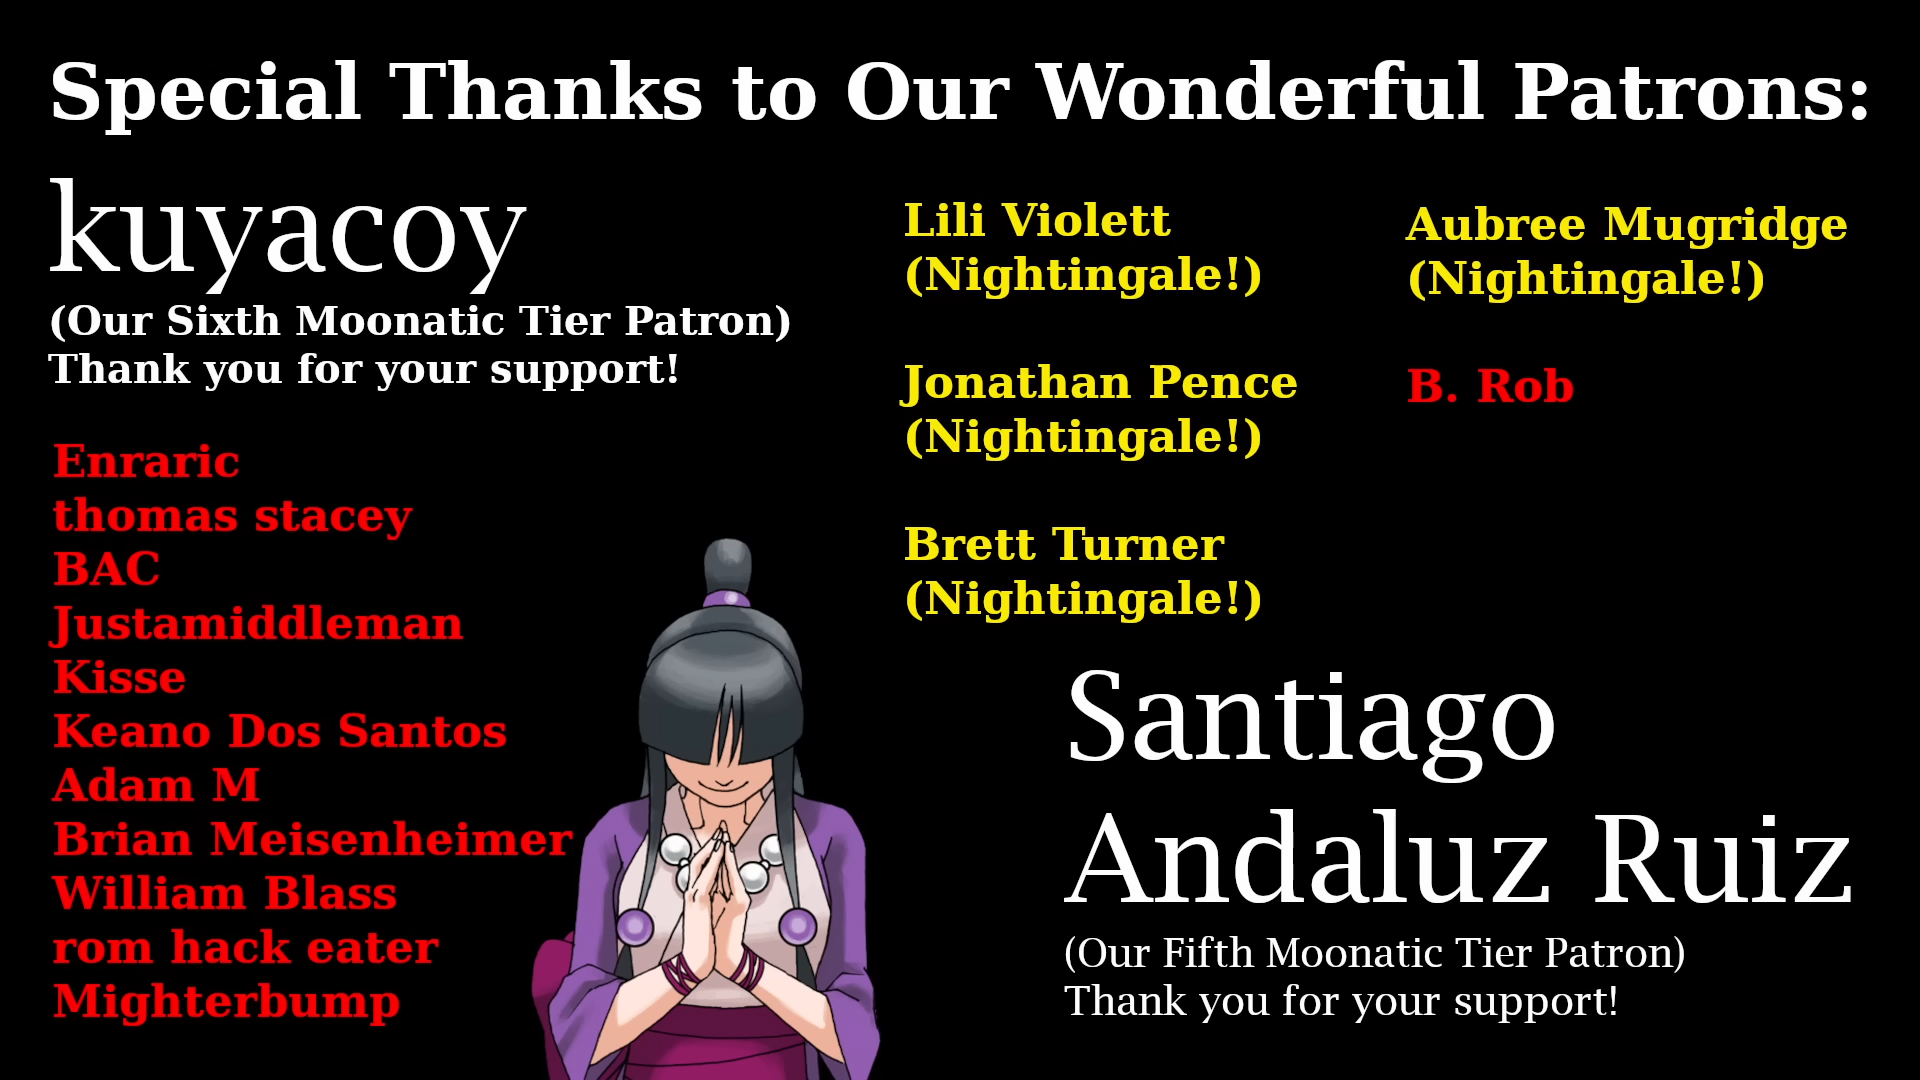 Special Thanks to Our Wonderful Patrons:
kuyacoy
(Our Sixth Moonatic Tier Patron)
Thank you for your support!
Enraric
thomas stacey
BAC
Justamiddleman
Kisse
Keano Dos Santos
Adam M
Brian Meisenheimer
William Blass
rom hack eater
Mighterbump
Lili Violett
(Nightingale!)
Jonathan Pence
(Nightingale!)
Brett Turner
(Nightingale!)
Aubree Mugridge
(Nightingale!)
B. Rob
Santiago
Andaluz Ruiz
(Our Fifth Moonatic Tier Patron)
Thank you for your support!